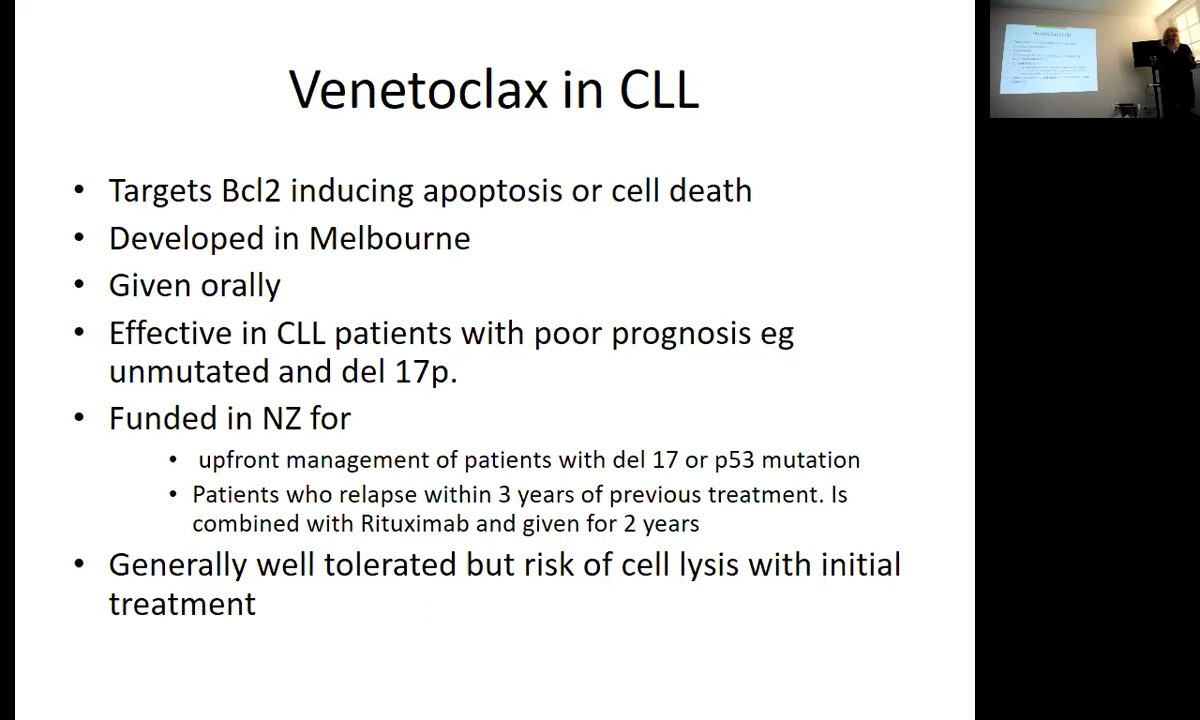 Venetoclax in CLL
• Targets Bcl2 inducing apoptosis or cell death
• Developed in Melbourne
• Given orally
• Effective in CLL patients with poor prognosis eg
unmutated and del 17p.
• Funded in NZ for
• upfront management of patients with del 17 or p53 mutation
• Patients who relapse within 3 years of previous treatment. Is
combined with Rituximab and given for 2 years
• Generally well tolerated but risk of cell lysis with initial
treatment